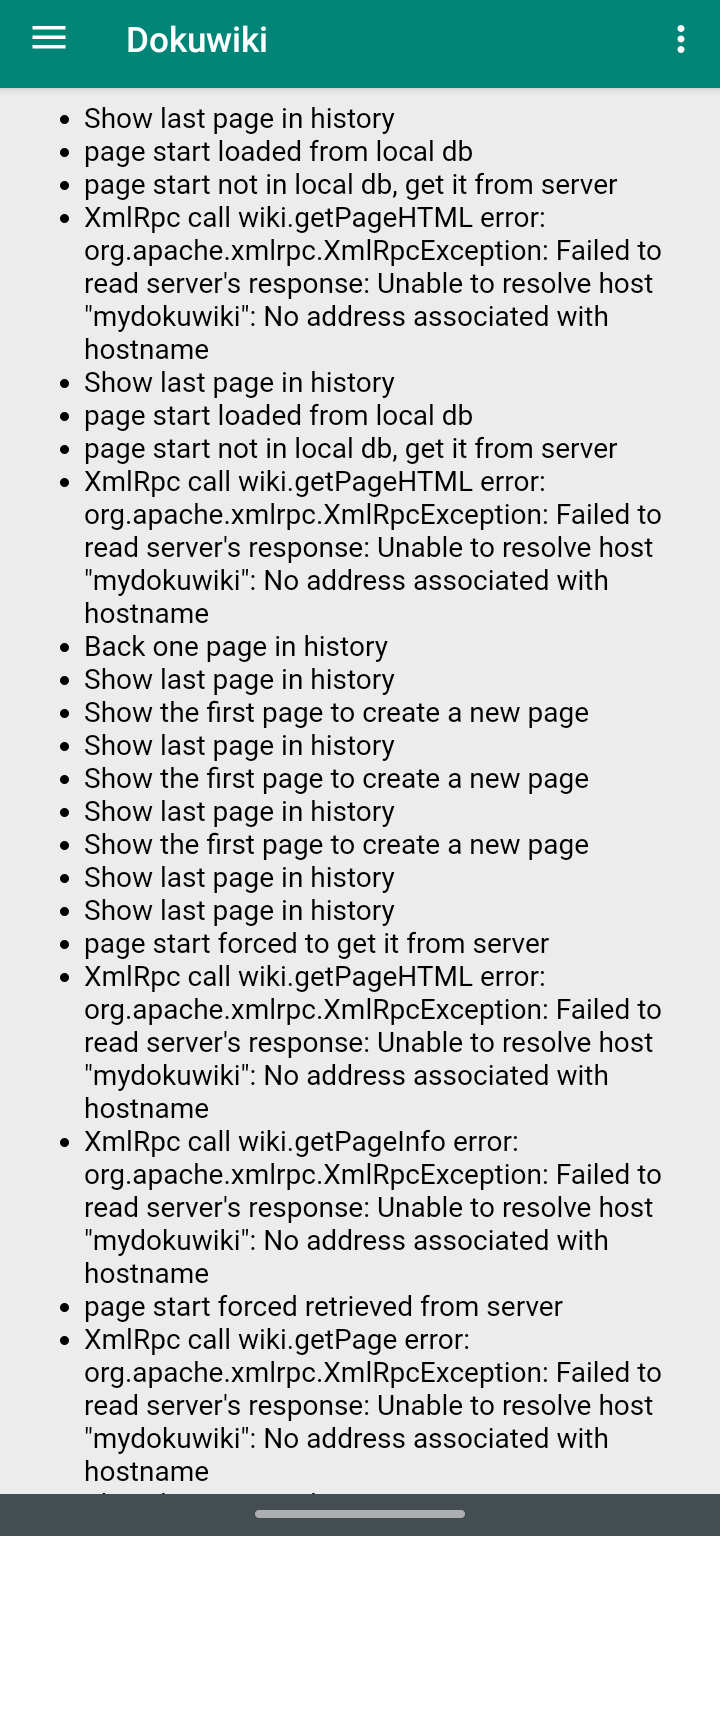 Dokuwiki
Show last page in history
page start loaded from local db
page start not in local db, get it from server
XmlRpc call wiki.getPageHTML error:
org.apache.xmlrpc.XmlRpcException: Failed to
read server's response: Unable to resolve host
"mydokuwiki": No address associated with
hostname
Show last page in history
page start loaded from local db
page start not in local db, get it from server
XmlRpc call wiki.getPageHTML error:
org.apache.xmlrpc.XmlRpcException: Failed to
read server's response: Unable to resolve host
"mydokuwiki": No address associated with
hostname
Back one page in history
Show last page in history
Show the first page to create a new page
Show last page in history
Show the first page to create a new page
Show last page in history
Show the first page to create a new page
Show last page in history
Show last page in history
page start forced to get it from server
XmlRpc call wiki.getPageHTML error:
org.apache.xmlrpc.XmlRpcException: Failed to
read server's response: Unable to resolve host
"mydokuwiki": No address associated with
hostname
XmlRpc call wiki.getPageInfo error:
org.apache.xmlrpc.XmlRpcException: Failed to
read server's response: Unable to resolve host
"mydokuwiki": No address associated with
hostname
page start forced retrieved from server
XmlRpc call wiki.getPage error:
org.apache.xmlrpc.XmlRpcException: Failed to
read server's response: Unable to resolve host
"mydokuwiki": No address associated with
hostname